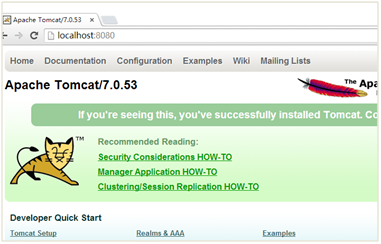 Apache Tomcat/7.0.53
localhost:8080
Home Documentation Configuration Examples Wiki Mailing Lists
Apache Tomcat/7.0.53
The Apa
If you're seeing this, you've successfully installed Tomcat. Co
TM
Recommended Reading:
Security Considerations HOW-TO
Manager Application HOW-TO
Clustering/Session Replication HOW-TO
Developer Quick Start
Tomcat Setup Realms & AAA Examples